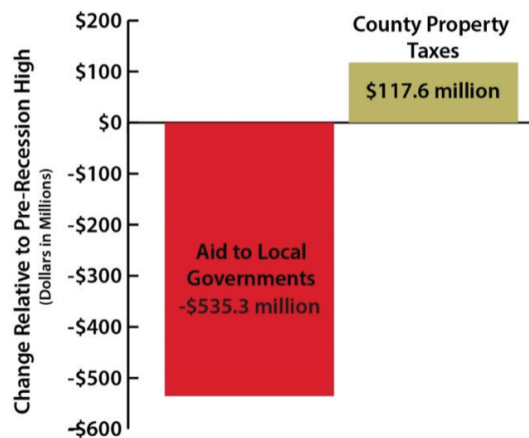 $200
$100
$0
-$100
-$200
-$300
-$400
-$500
-$600
Change Relative to Pre-Recession High
(Dollars in Millions)
County Property
Taxes
$117.6 million
Aid to Local
Governments
-$535.3 million